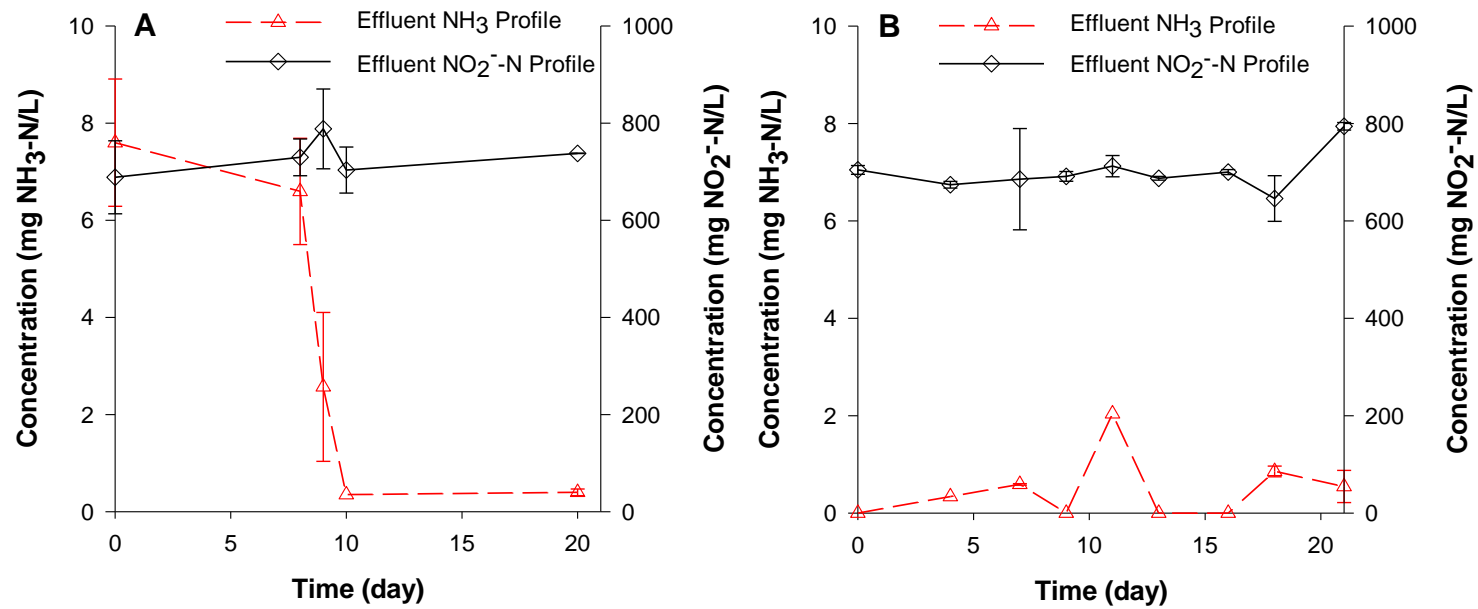 A
Effluent NH3 Profile
Effluent NO2⁻-N Profile
Concentration (mg NH3-N/L)
10
8
6
4
2
0
1000
800
600
400
200
0
Concentration (mg NO2⁻-N/L)
0 5 10 15 20
Time (day)
B
Effluent NH3 Profile
Effluent NO2⁻-N Profile
Concentration (mg NH3-N/L)
10
8
6
4
2
0
1000
800
600
400
200
0
Concentration (mg NO2⁻-N/L)
0 5 10 15 20
Time (day)